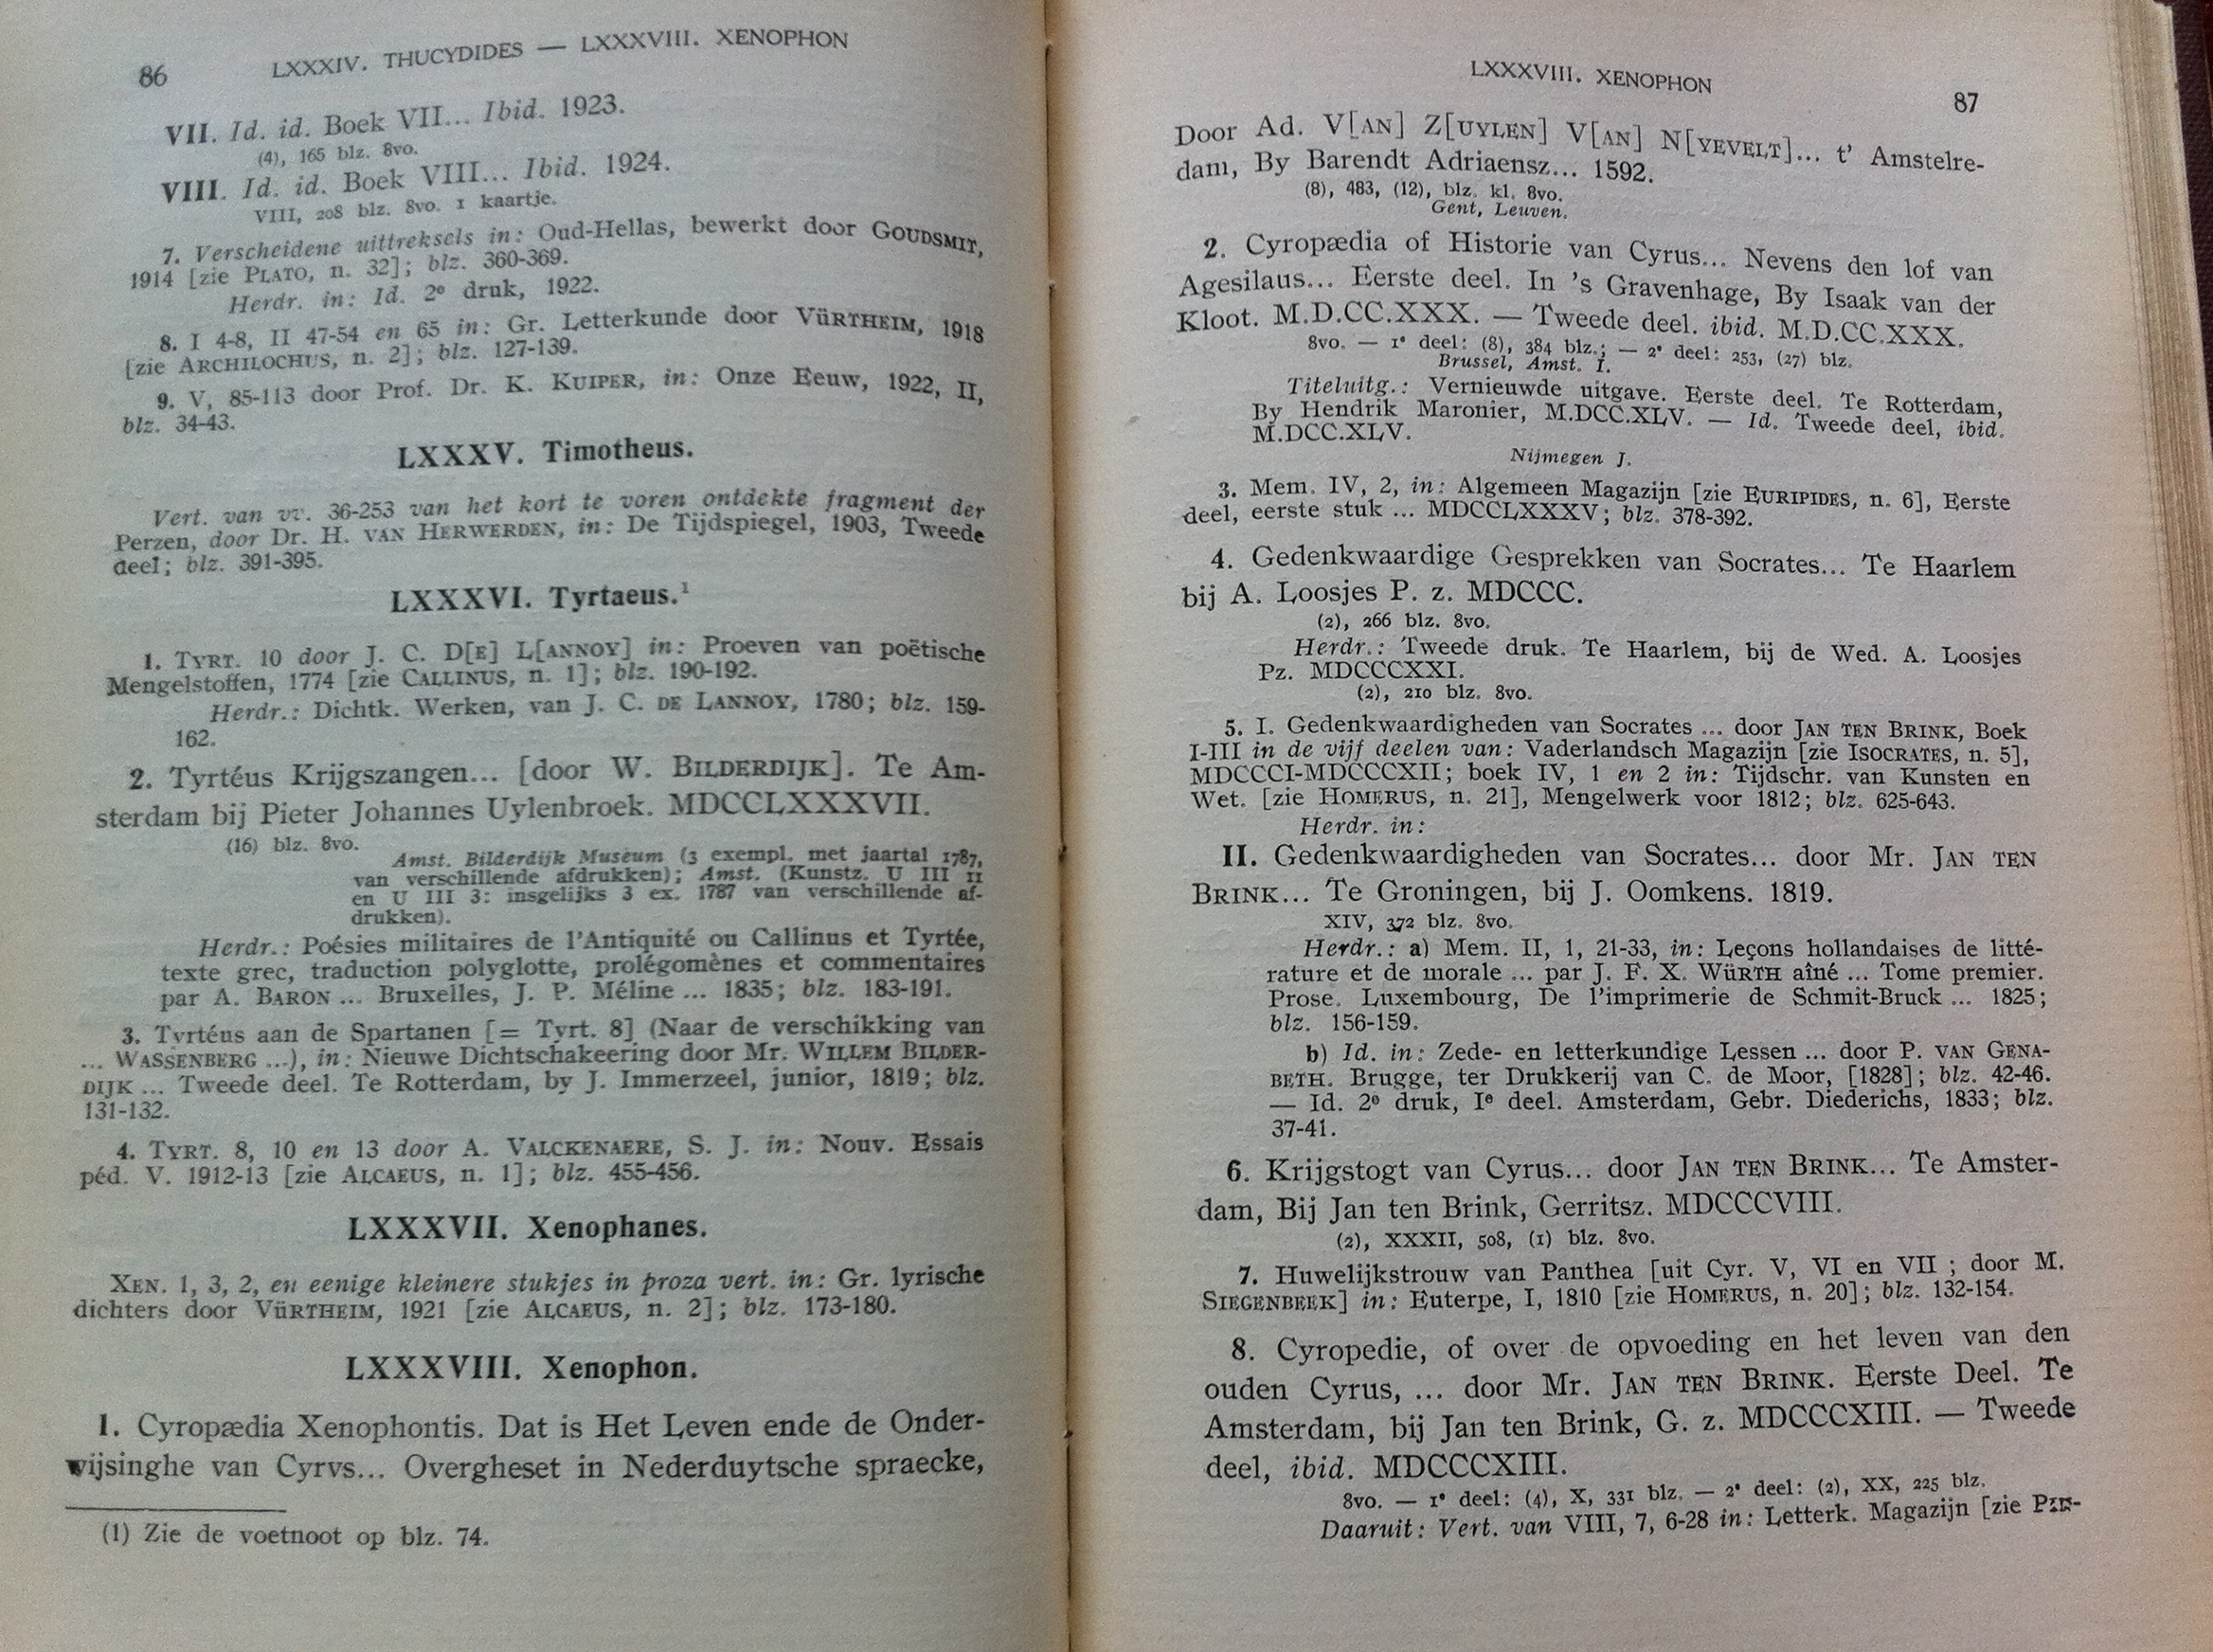 86 LXXXIV. THUCYDIDES — LXXXVIII. XENOPHON
VII. Id. id. Boek VII... Ibid. 1923.
(4), 165 blz. 8vo.
VIII. Id. id. Boek VIII... Ibid. 1924.
VIII, 208 blz. 8vo. 1 kaartje.
7. Verscheidene uittreksels in: Oud-Hellas, bewerkt door GOUDSMIT,
1914 [zie PLATO, n. 32]; blz. 360-369.
Herdr. in: Id. 2e druk, 1922.
8. I 4-8, II 47-54 en 65 in: Gr. Letterkunde door VÜRTHEIM, 1918
[zie ARCHILOCHUS, n. 2]; blz. 127-139.
9. V, 85-113 door Prof. Dr. K. KUIPER, in: Onze Eeuw, 1922, II,
blz. 34-43.
LXXXV. Timotheus.
Vert. van vv. 36-253 van het kort te voren ontdekte fragment der
Perzen, door Dr. H. VAN HERWERDEN, in: De Tijdspiegel, 1903, Tweede
deel; blz. 391-395.
LXXXVI. Tyrtaeus.¹
1. TYRT. 10 door J. C. D[E] L[ANNOY] in: Proeven van poëtische
Mengelstoffen, 1774 [zie CALLINUS, n. 1]; blz. 190-192.
Herdr.: Dichtk. Werken, van J. C. DE LANNOY, 1780; blz. 159-
162.
2. Tyrtéus Krijgszangen... [door W. BILDERDIJK]. Te Am-
sterdam bij Pieter Johannes Uylenbroek. MDCCLXXXVII.
(16) blz. 8vo.
Amst. Bilderdijk Museum (3 exempl. met jaartal 1787,
van verschillende afdrukken); Amst. (Kunstz. U III 11
en U III 3: insgelijks 3 ex. 1787 van verschillende af-
drukken).
Herdr.: Poésies militaires de l'Antiquité ou Callinus et Tyrtée,
texte grec, traduction polyglotte, prolégomènes et commentaires
par A. BARON ... Bruxelles, J. P. Méline ... 1835; blz. 183-191.
3. Tyrtéus aan de Spartanen [= Tyrt. 8] (Naar de verschikking van
... WASSENBERG ...), in: Nieuwe Dichtschakeering door Mr. WILLEM BILDER-
DIJK ... Tweede deel. Te Rotterdam, by J. Immerzeel, junior, 1819; blz.
131-132.
4. TYRT. 8, 10 en 13 door A. VALCKENAERE, S. J. in: Nouv. Essais
péd. V. 1912-13 [zie ALCAEUS, n. 1]; blz. 455-456.
LXXXVII. Xenophanes.
XEN. 1, 3, 2, en eenige kleinere stukjes in proza vert. in: Gr. lyrische
dichters door VÜRTHEIM, 1921 [zie ALCAEUS, n. 2]; blz. 173-180.
LXXXVIII. Xenophon.
1. Cyropædia Xenophontis. Dat is Het Leven ende de Onder-
wijsinghe van Cyrvs... Overgheset in Nederduytsche spraecke,
(1) Zie de voetnoot op blz. 74.
LXXXVIII. XENOPHON 87
Door Ad. V[AN] Z[UYLEN] V[AN] N[YEVELT]... t' Amstelre-
dam, By Barendt Adriaensz... 1592.
(8), 483, (12), blz. kl. 8vo.
Gent, Leuven.
2. Cyropædia of Historie van Cyrus... Nevens den lof van
Agesilaus... Eerste deel. In 's Gravenhage, By Isaak van der
Kloot. M.D.CC.XXX. — Tweede deel. ibid. M.D.CC.XXX.
8vo. — 1e deel: (8), 384 blz.; — 2e deel: 253, (27) blz.
Brussel, Amst. I.
Titeluitg.: Vernieuwde uitgave. Eerste deel. Te Rotterdam,
By Hendrik Maronier, M.DCC.XLV. — Id. Tweede deel, ibid.
M.DCC.XLV.
Nijmegen J.
3. Mem. IV, 2, in: Algemeen Magazijn [zie EURIPIDES, n. 6], Eerste
deel, eerste stuk ... MDCCLXXXV; blz. 378-392.
4. Gedenkwaardige Gesprekken van Socrates... Te Haarlem
bij A. Loosjes P. z. MDCCC.
(2), 266 blz. 8vo.
Herdr.: Tweede druk. Te Haarlem, bij de Wed. A. Loosjes
Pz. MDCCCXXI.
(2), 210 blz. 8vo.
5. I. Gedenkwaardigheden van Socrates ... door JAN TEN BRINK, Boek
I-III in de vijf deelen van: Vaderlandsch Magazijn [zie ISOCRATES, n. 5],
MDCCCI-MDCCCXII; boek IV, 1 en 2 in: Tijdschr. van Kunsten en
Wet. [zie HOMERUS, n. 21], Mengelwerk voor 1812; blz. 625-643.
Herdr. in:
II. Gedenkwaardigheden van Socrates... door Mr. JAN TEN
BRINK... Te Groningen, bij J. Oomkens. 1819.
XIV, 372 blz. 8vo.
Herdr.: a) Mem. II, 1, 21-33, in: Leçons hollandaises de litté-
rature et de morale ... par J. F. X. WÜRTH aîné ... Tome premier.
Prose. Luxembourg, De l'imprimerie de Schmit-Bruck ... 1825;
blz. 156-159.
b) Id. in: Zede- en letterkundige Lessen ... door P. VAN GENA-
BETH. Brugge, ter Drukkerij van C. de Moor, [1828]; blz. 42-46.
— Id. 2e druk, Ie deel. Amsterdam, Gebr. Diederichs, 1833; blz.
37-41.
6. Krijgstogt van Cyrus... door JAN TEN BRINK... Te Amster-
dam, Bij Jan ten Brink, Gerritsz. MDCCCVIII.
(2), XXXII, 508, (1) blz. 8vo.
7. Huwelijkstrouw van Panthea [uit Cyr. V, VI en VII ; door M.
SIEGENBEEK] in: Euterpe, I, 1810 [zie HOMERUS, n. 20]; blz. 132-154.
8. Cyropedie, of over de opvoeding en het leven van den
ouden Cyrus, ... door Mr. JAN TEN BRINK. Eerste Deel. Te
Amsterdam, bij Jan ten Brink, G. z. MDCCCXIII. — Tweede
deel, ibid. MDCCCXIII.
8vo. — 1e deel: (4), X, 331 blz. — 2e deel: (2), XX, 225 blz.
Daaruit: Vert. van VIII, 7, 6-28 in: Letterk. Magazijn [zie PIN-